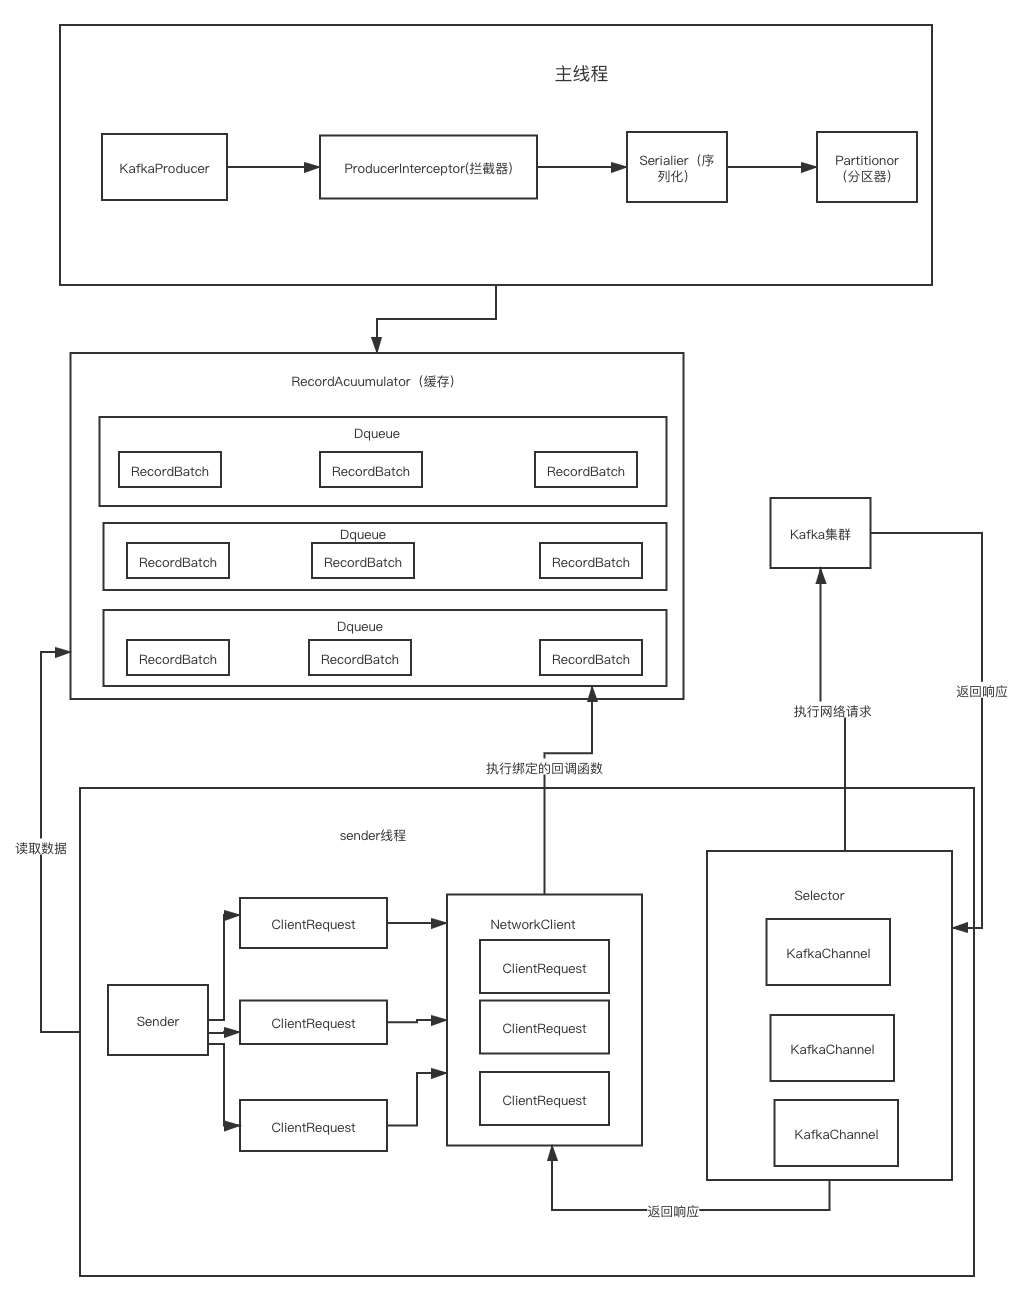 主线程
KafkaProducer
ProducerInterceptor(拦截器)
Serialier（序
列化）
Partitionor
（分区器）
RecordAcuumulator（缓存）
Dqueue
RecordBatch
RecordBatch
RecordBatch
Dqueue
RecordBatch
RecordBatch
RecordBatch
Dqueue
RecordBatch
RecordBatch
RecordBatch
Kafka集群
返回响应
执行网络请求
执行绑定的回调函数
读取数据
sender线程
Sender
ClientRequest
ClientRequest
ClientRequest
NetworkClient
ClientRequest
ClientRequest
ClientRequest
Selector
KafkaChannel
KafkaChannel
KafkaChannel
返回响应